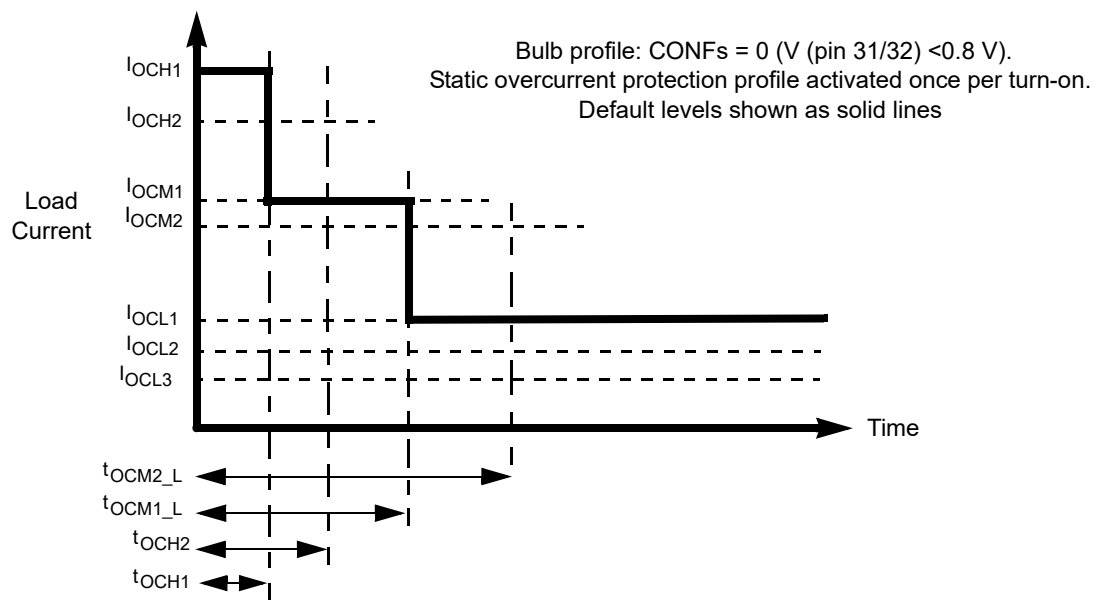 Bulb profile: CONFs = 0 (V (pin 31/32) <0.8 V).
Static overcurrent protection profile activated once per turn-on.
Default levels shown as solid lines
IOCH1
IOCH2
IOCM1
IOCM2
Load
Current
IOCL1
IOCL2
IOCL3
Time
tOCM2_L
tOCM1_L
tOCH2
tOCH1